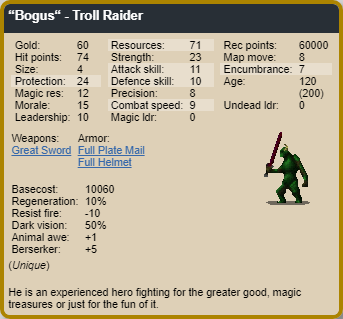 “Bogus“ - Troll Raider
Gold: 60 Resources: 71 Rec points: 60000
Hit points: 74 Strength: 23 Map move: 8
Size: 4 Attack skill: 11 Encumbrance: 7
Protection: 24 Defence skill: 10 Age: 120
Magic res: 12 Precision: 8 (200)
Morale: 15 Combat speed: 9 Undead ldr: 0
Leadership: 10 Magic ldr: 0
Weapons: Armor:
Great Sword Full Plate Mail
Full Helmet
Basecost: 10060
Regeneration: 10%
Resist fire: -10
Dark vision: 50%
Animal awe: +1
Berserker: +5
(Unique)
He is an experienced hero fighting for the greater good, magic
treasures or just for the fun of it.